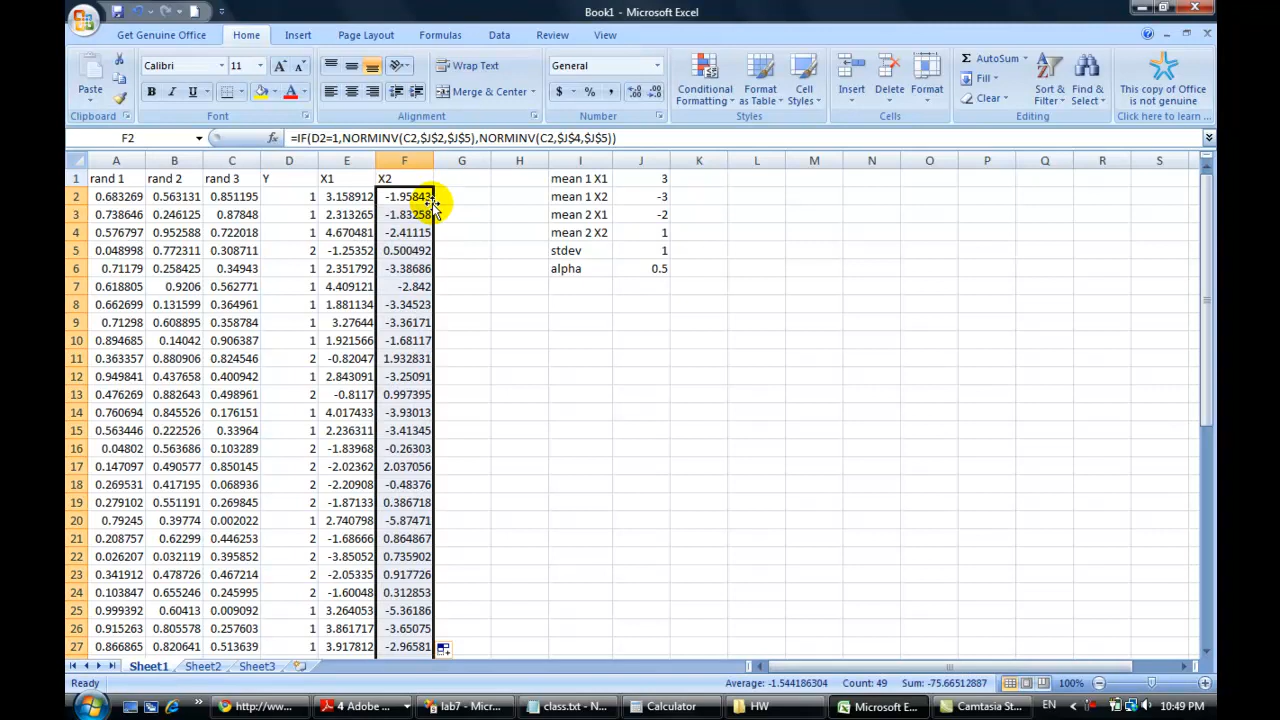 Book1 - Microsoft Excel
Get Genuine Office Home Insert Page Layout Formulas Data Review View
Paste Calibri 11 Wrap Text General Conditional Format Cell Insert Delete Format AutoSum Sort & Find & This copy of Office
B I U Merge & Center $ % , Formatting as Table Styles Fill Clear Filter Select is not genuine
Clipboard Font Alignment Number Styles Cells Editing Click here to learn
F2 fx =IF(D2=1,NORMINV(C2,$J$2,$J$5),NORMINV(C2,$J$4,$J$5))
A B C D E F G H I J K L M N O P Q R S
1 rand 1 rand 2 rand 3 Y X1 X2 mean 1 X1 3
2 0.683269 0.563131 0.851195 1 3.158912 -1.95843 mean 1 X2 -3
3 0.738646 0.246125 0.87848 1 2.313265 -1.83258 mean 2 X1 -2
4 0.576797 0.952588 0.722018 1 4.670481 -2.41115 mean 2 X2 1
5 0.048998 0.772311 0.308711 2 -1.25352 0.500492 stdev 1
6 0.71179 0.258425 0.34943 1 2.351792 -3.38686 alpha 0.5
7 0.618805 0.9206 0.562771 1 4.409121 -2.842
8 0.662699 0.131599 0.364961 1 1.881134 -3.34523
9 0.71298 0.608895 0.358784 1 3.27644 -3.36171
10 0.894685 0.14042 0.906387 1 1.921566 -1.68117
11 0.363357 0.880906 0.824546 2 -0.82047 1.932831
12 0.949841 0.437658 0.400942 1 2.843091 -3.25091
13 0.476269 0.882643 0.498961 2 -0.8117 0.997395
14 0.760694 0.845526 0.176151 1 4.017433 -3.93013
15 0.563446 0.222526 0.33964 1 2.236311 -3.41345
16 0.04802 0.563686 0.103289 2 -1.83968 -0.26303
17 0.147097 0.490577 0.850145 2 -2.02362 2.037056
18 0.269531 0.417195 0.068936 2 -2.20908 -0.48376
19 0.279102 0.551191 0.269845 2 -1.87133 0.386718
20 0.79245 0.39774 0.002022 1 2.740798 -5.87471
21 0.208757 0.62299 0.446253 2 -1.68666 0.864867
22 0.026207 0.032119 0.395852 2 -3.85052 0.735902
23 0.341912 0.478726 0.467214 2 -2.05335 0.917726
24 0.103847 0.655246 0.245995 2 -1.60048 0.312853
25 0.999392 0.60413 0.009092 1 3.264053 -5.36186
26 0.915263 0.805578 0.257603 1 3.861717 -3.65075
27 0.866865 0.820641 0.513639 1 3.917812 -2.96581
Sheet1 Sheet2 Sheet3
Ready Average: -1.544186304 Count: 49 Sum: -75.66512887 100%
http://ww... 4 Adobe ... lab7 - Micr... class.txt - N... Calculator HW Microsoft E... Camtasia St... EN 10:49 PM